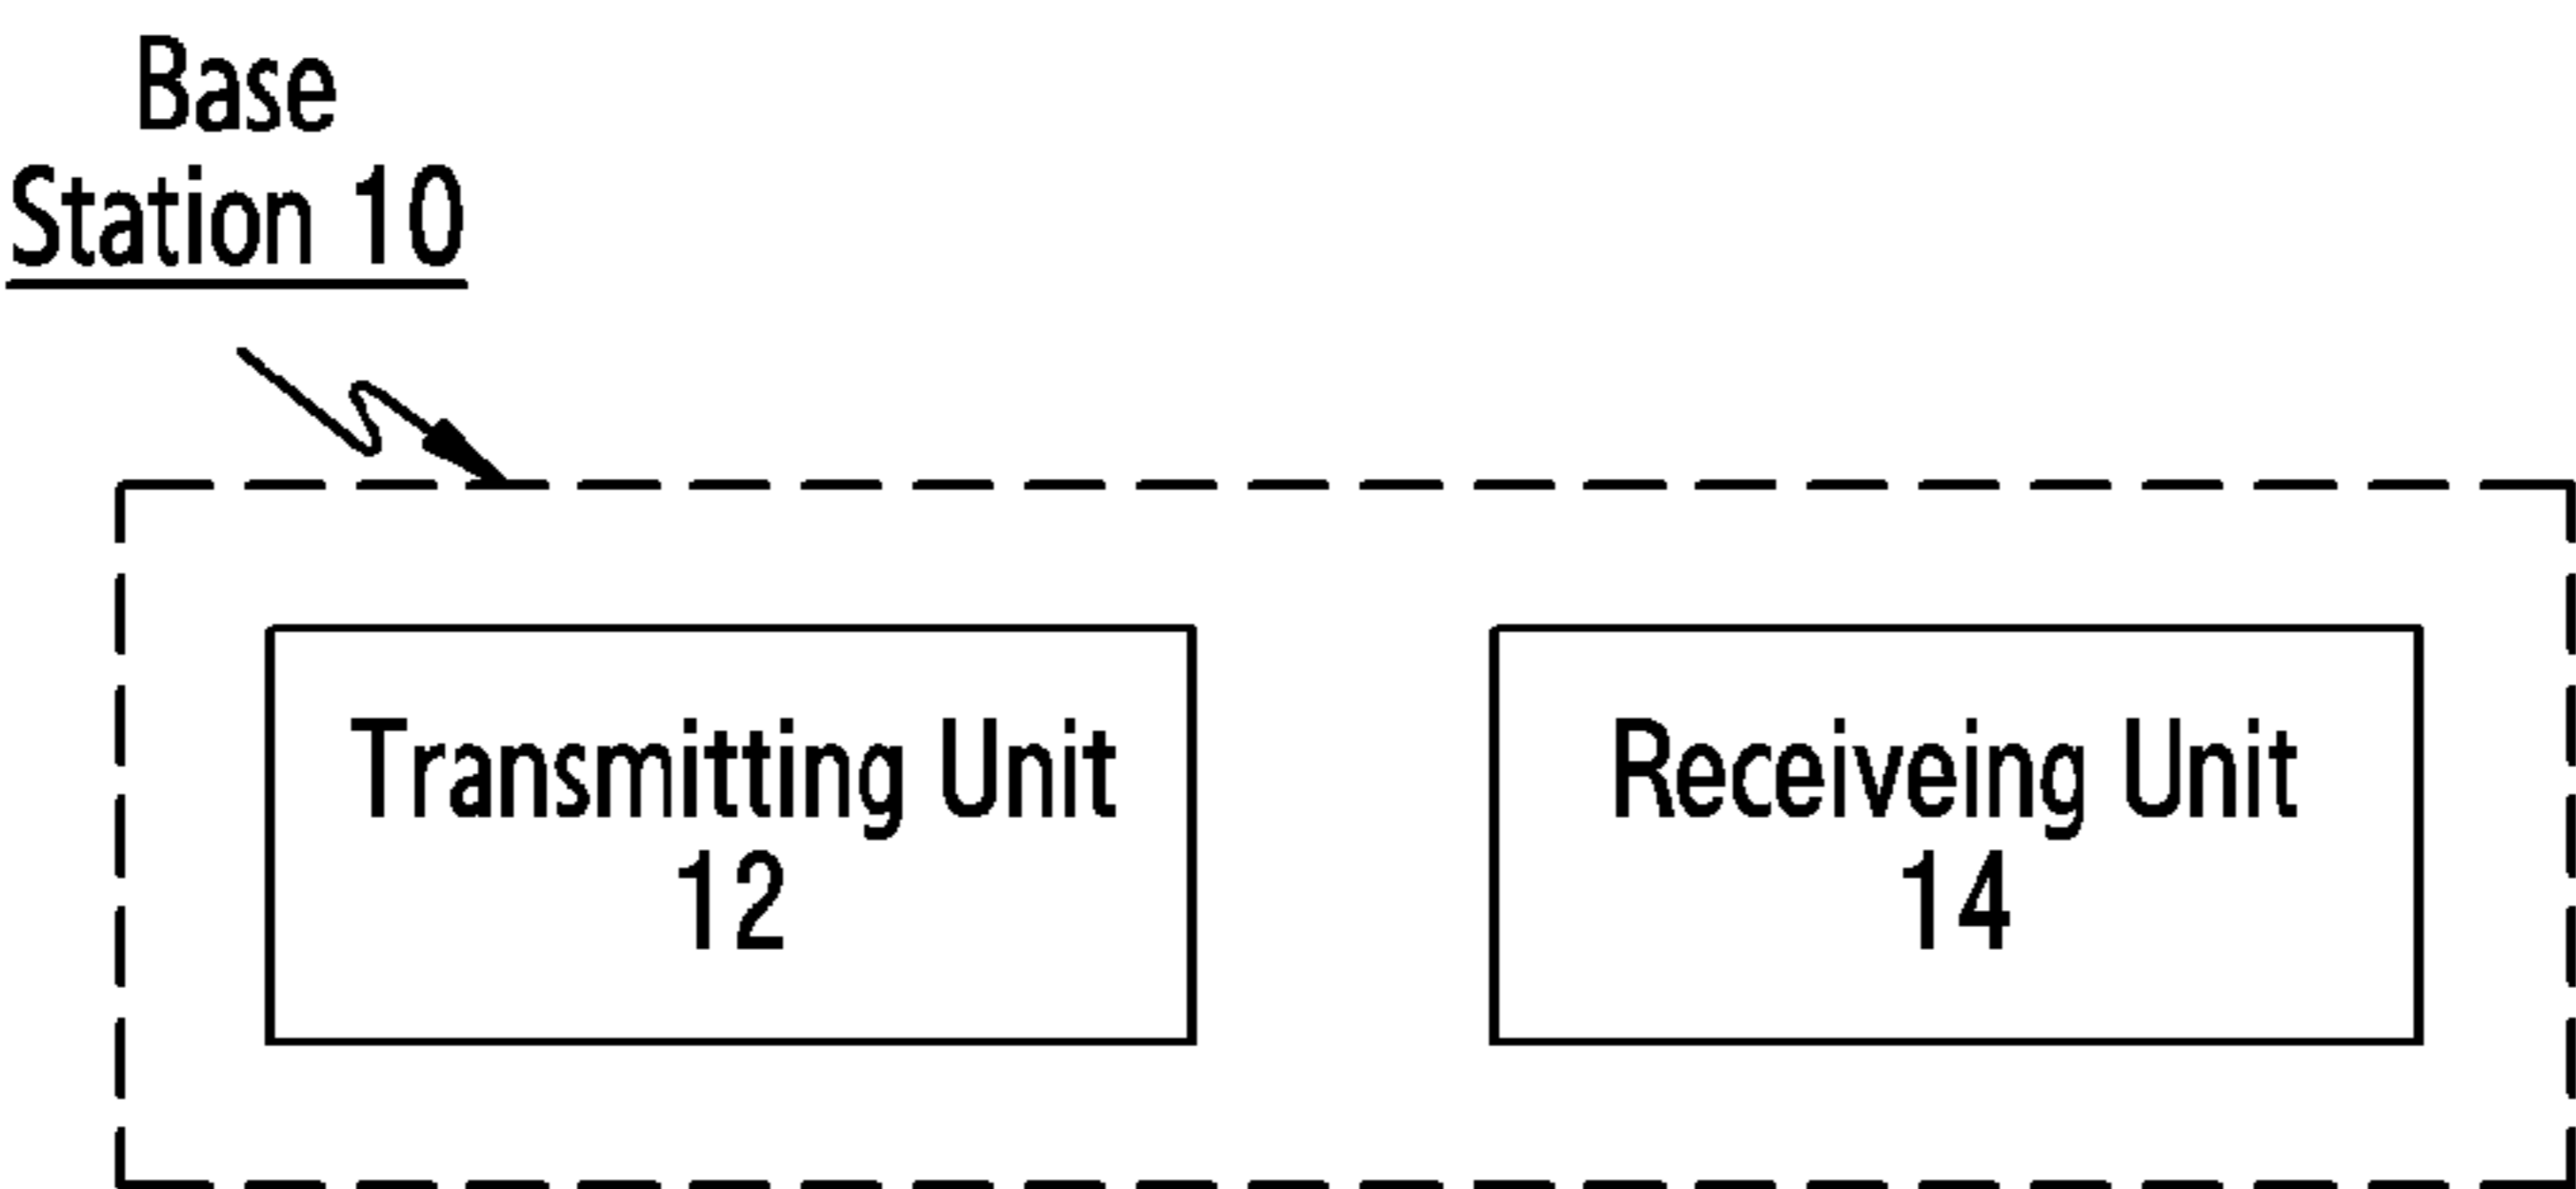 Base
Station 10
Transmitting Unit
12
Receiveing Unit
14